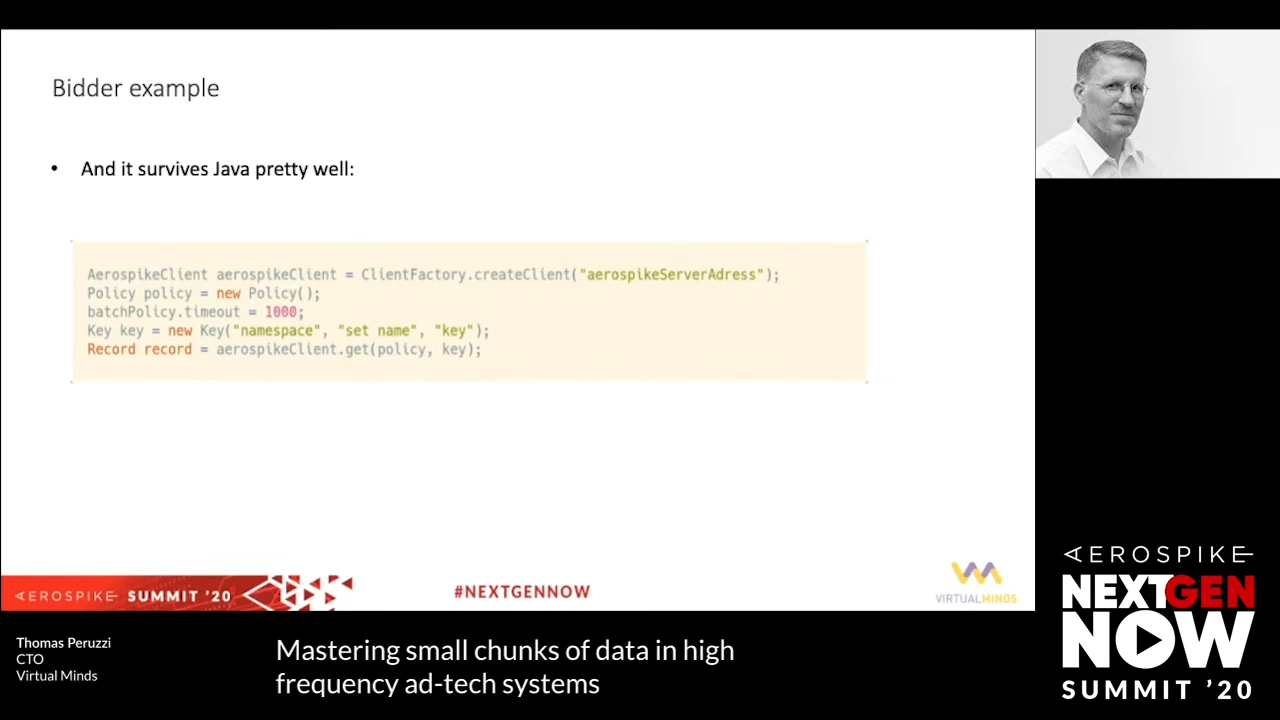 Bidder example
• And it survives Java pretty well:
AerospikeClient aerospikeClient = ClientFactory.createClient("aerospikeServerAdress");
Policy policy = new Policy();
batchPolicy.timeout = 1000;
Key key = new Key("namespace", "set name", "key");
Record record = aerospikeClient.get(policy, key);
AEROSPIKE SUMMIT '20
#NEXTGENNOW
VIRTUALMINDS
Thomas Peruzzi
CTO
Virtual Minds
Mastering small chunks of data in high
frequency ad-tech systems
AEROSPIKE
NEXTGEN
NOW
SUMMIT '20